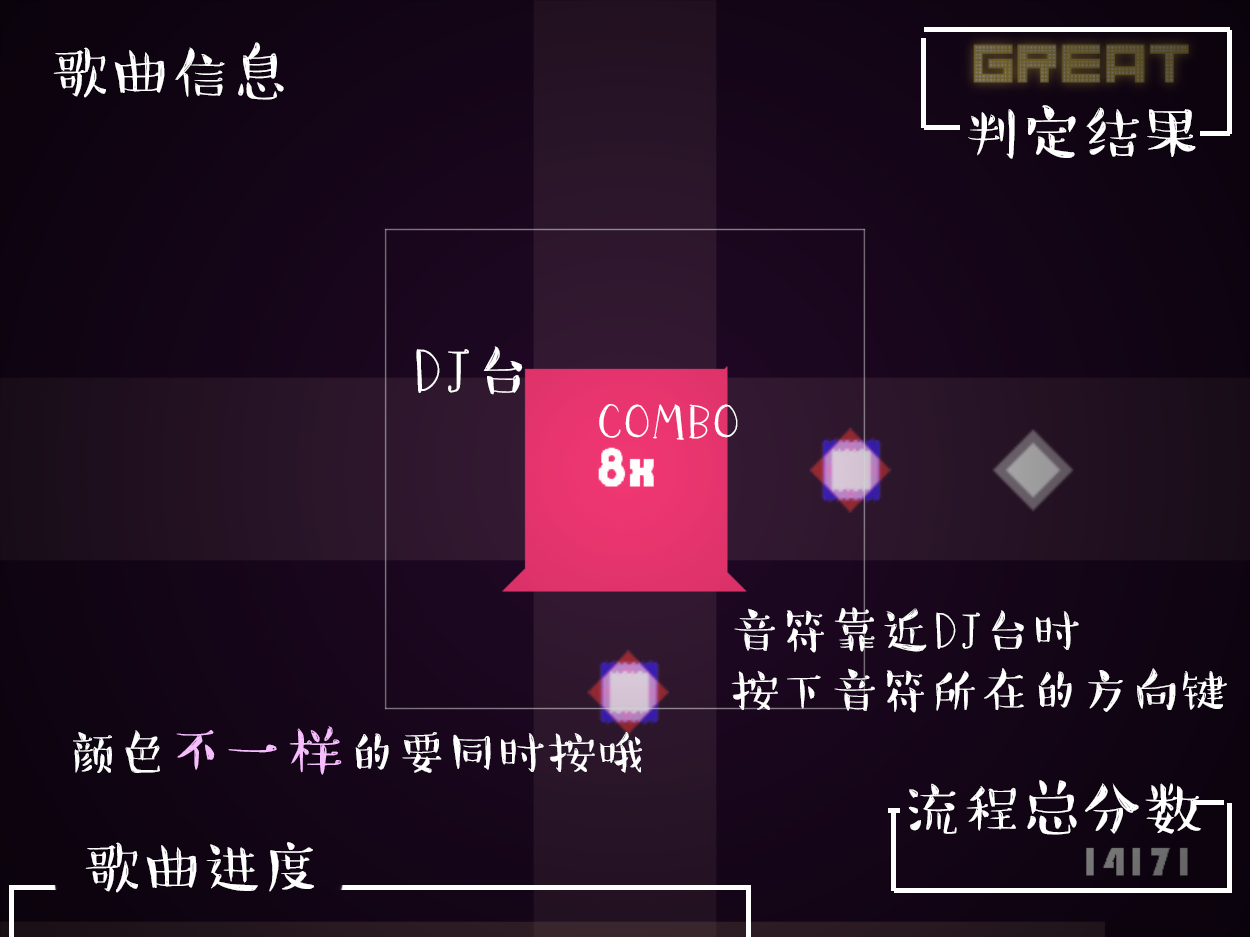 歌曲信息
GREAT
判定结果
DJ台
COMBO
8x
音符靠近DJ台时
按下音符所在的方向键
颜色不一样的要同时按哦
流程总分数
14171
歌曲进度